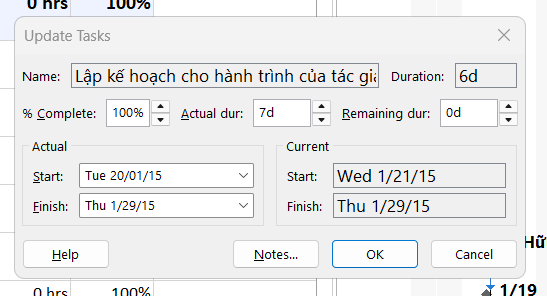 0 hrs 100%
Update Tasks
Name: Lập kế hoạch cho hành trình của tác giả Duration: 6d
% Complete: 100% Actual dur: 7d Remaining dur: 0d
Actual Current
Start: Tue 20/01/15 Start: Wed 1/21/15
Finish: Thu 1/29/15 Finish: Thu 1/29/15
Help Notes... OK Cancel
Hữ
0 hrs 100% 1/19